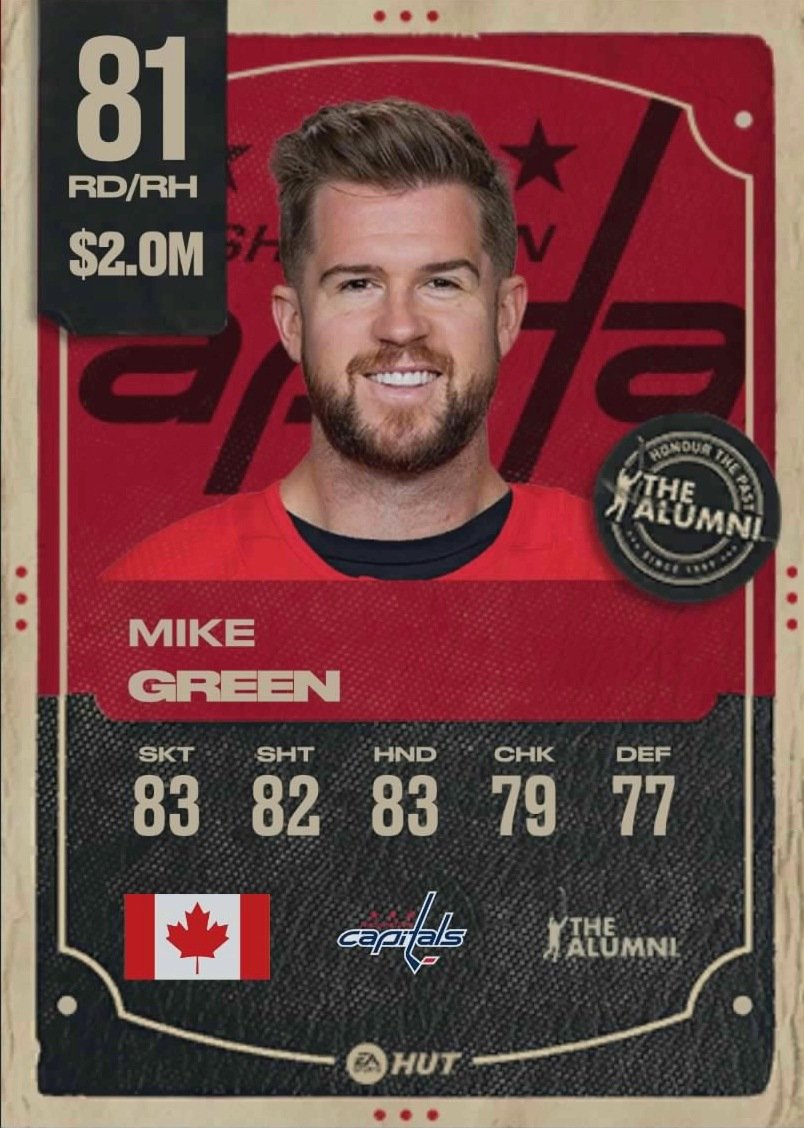 81
RD/RH
$2.0M
HONOUR THE PAST
THE
ALUMNI
MIKE
GREEN
SKT SHT HND CHK DEF
83 82 83 79 77
capitals
THE
ALUMNI
EA
HUT